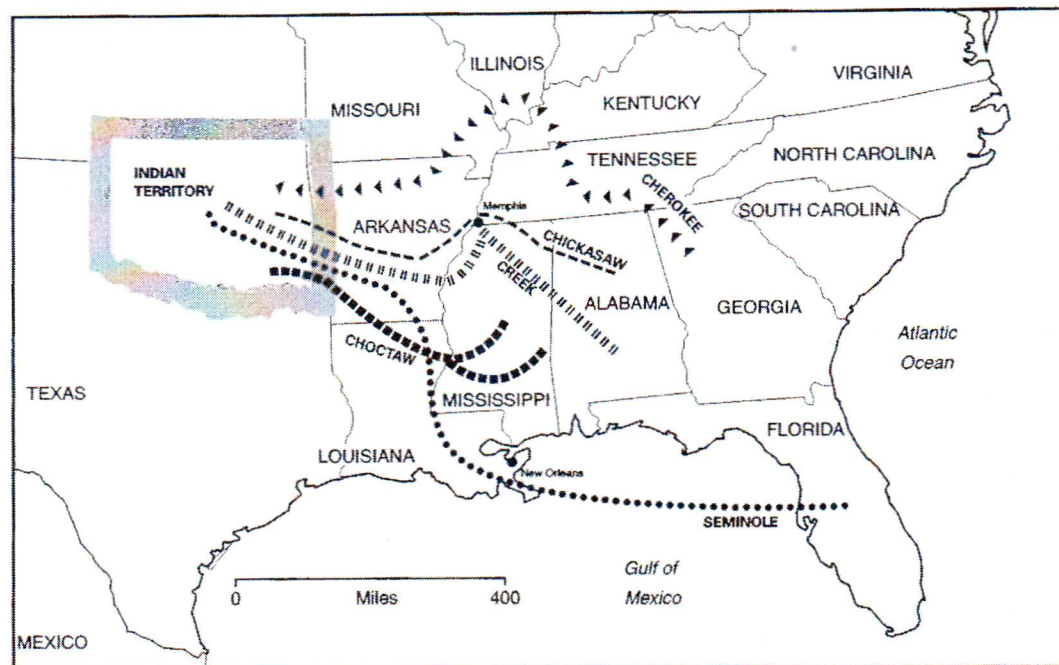 ILLINOIS
VIRGINIA
MISSOURI
KENTUCKY
NORTH CAROLINA
TENNESSEE
INDIAN
TERRITORY
CHEROKEE
Memphis
SOUTH CAROLINA
ARKANSAS
CHICKASAW
CREEK
ALABAMA
GEORGIA
Atlantic
Ocean
CHOCTAW
TEXAS
MISSISSIPPI
FLORIDA
LOUISIANA
New Orleans
SEMINOLE
Gulf of
Mexico
0 Miles 400
MEXICO